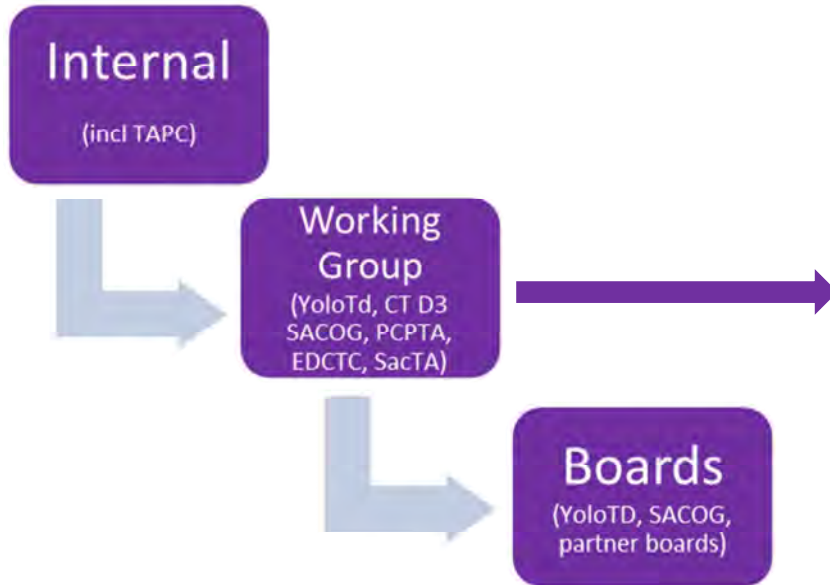 Internal
(incl TAPC)
Working
Group
(YoloTd, CT D3
SACOG, PCPTA,
EDCTC, SacTA)
Boards
(YoloTD, SACOG,
partner boards)